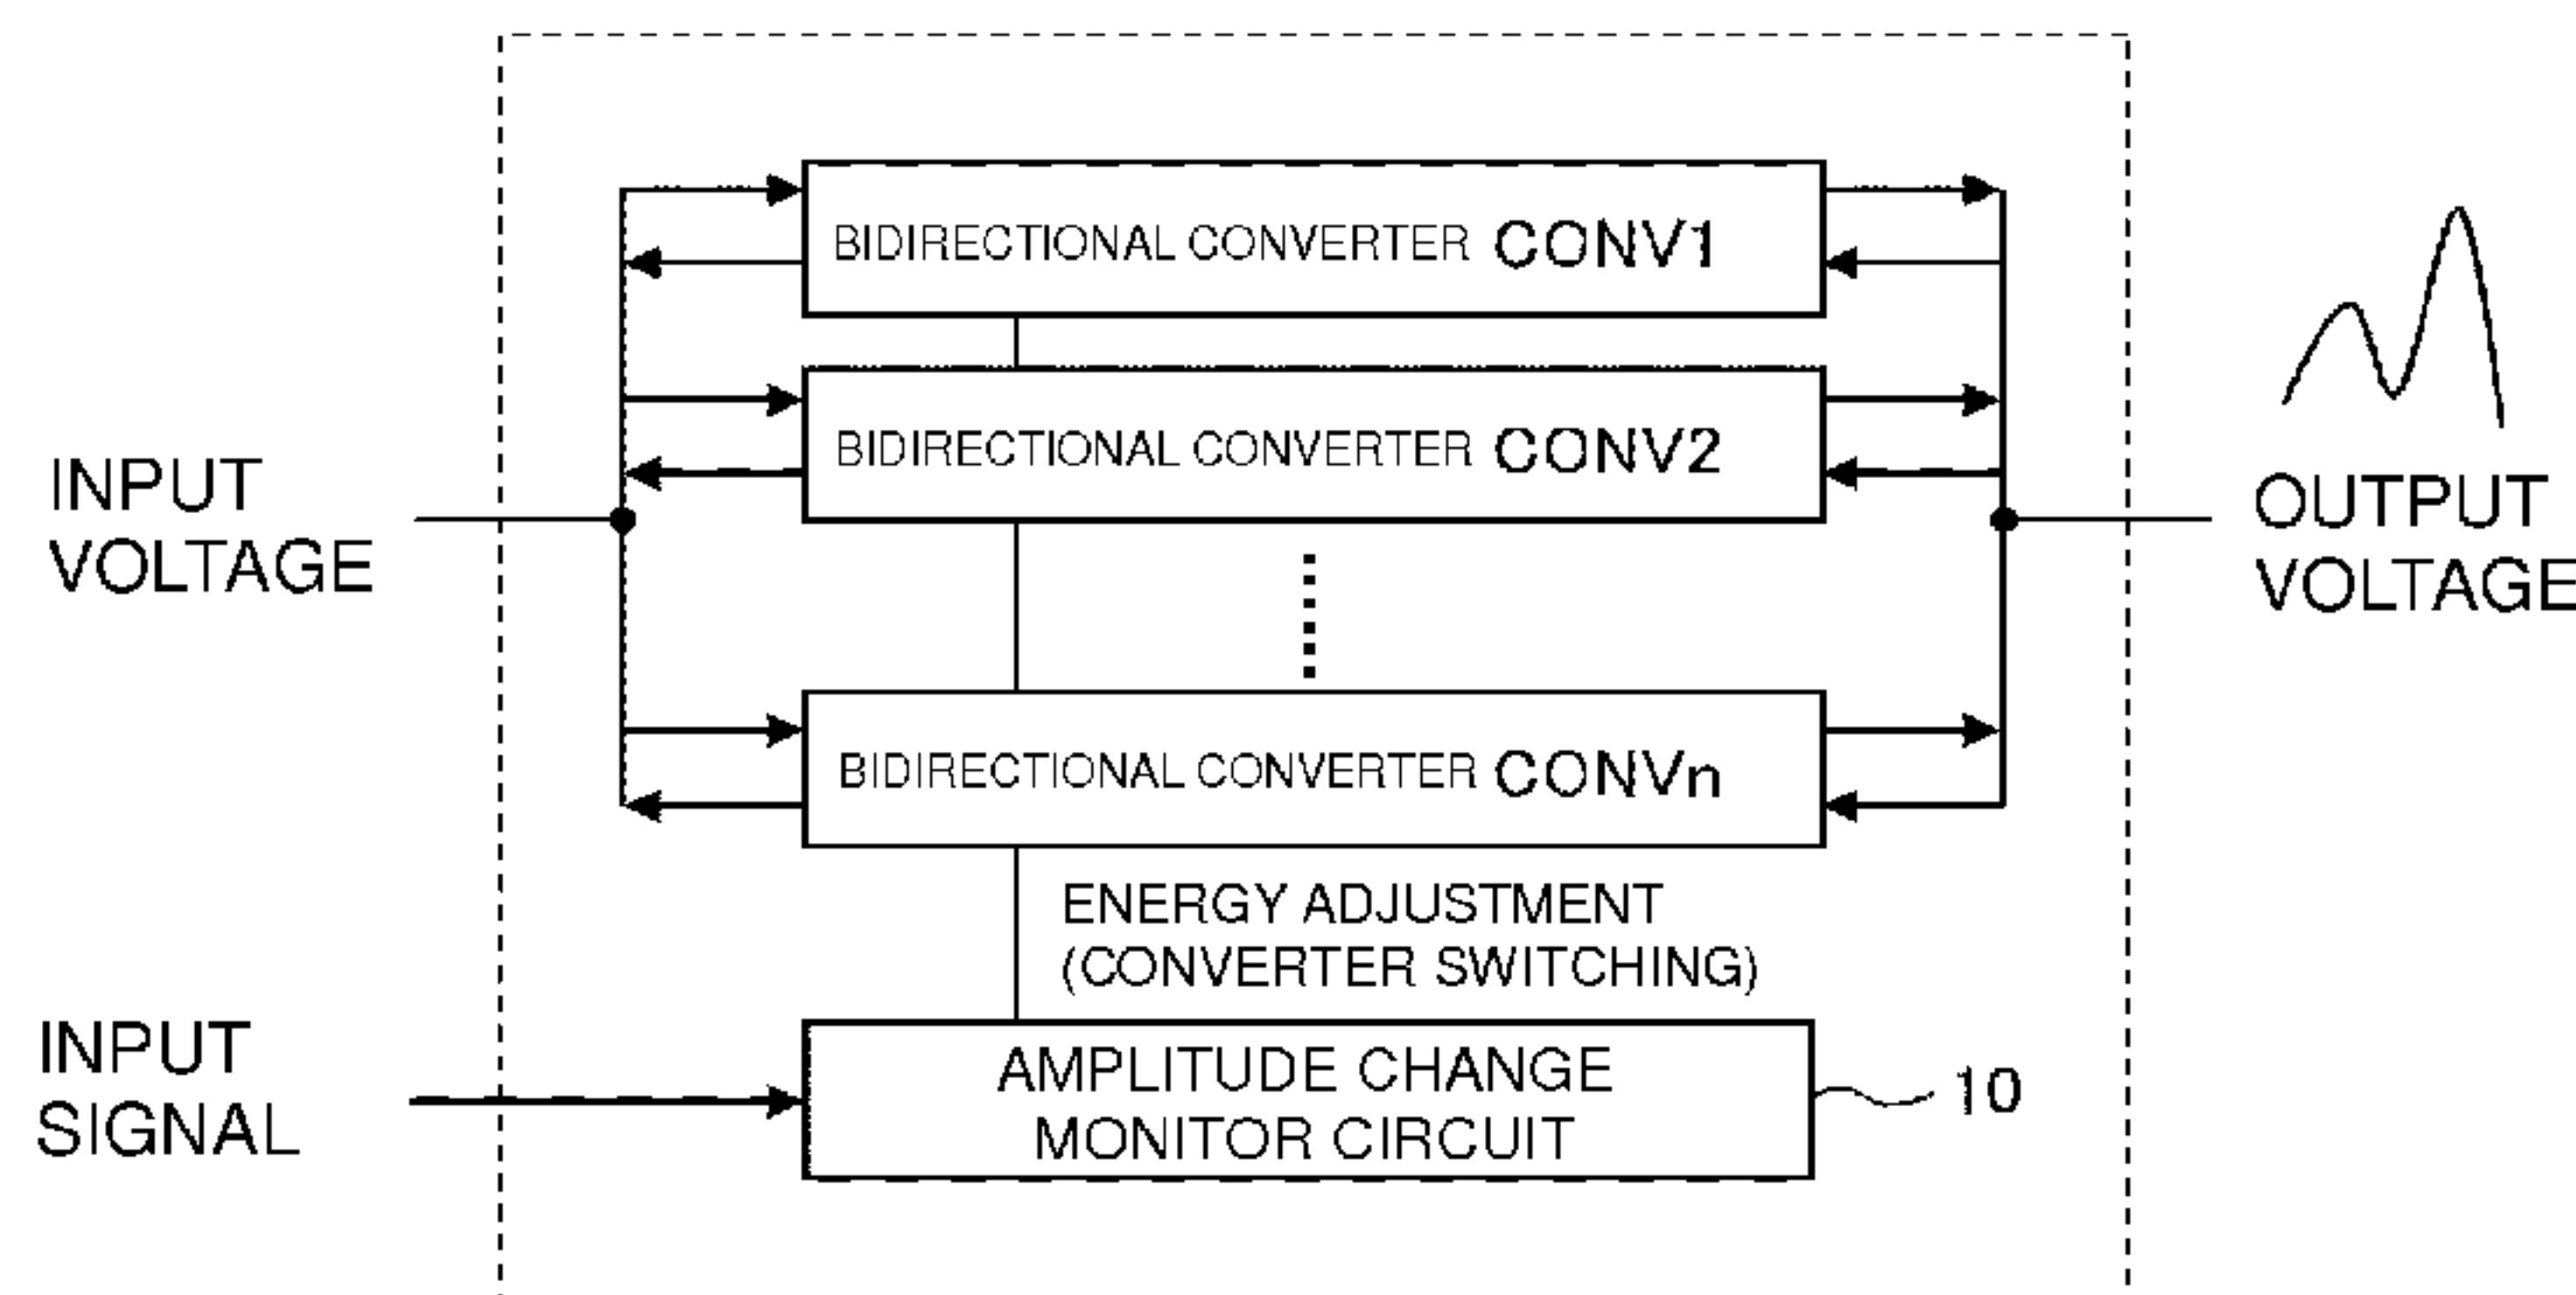 BIDIRECTIONAL CONVERTER CONV1
BIDIRECTIONAL CONVERTER CONV2
INPUT
VOLTAGE
OUTPUT
VOLTAGE
BIDIRECTIONAL CONVERTER CONVn
ENERGY ADJUSTMENT
(CONVERTER SWITCHING)
INPUT
SIGNAL
AMPLITUDE CHANGE
MONITOR CIRCUIT
10